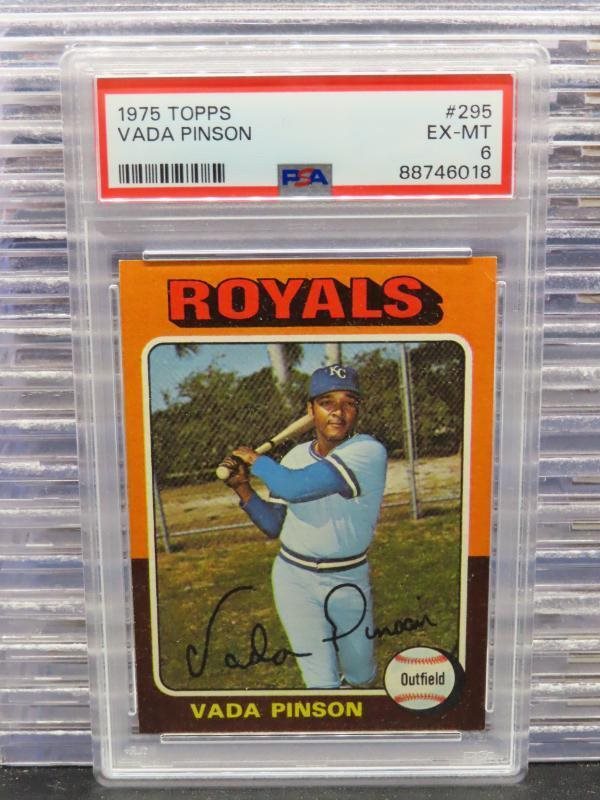 1975 TOPPS #295
VADA PINSON EX-MT
6
PSA 88746018
ROYALS
KC
Vada Pinson
Outfield
VADA PINSON